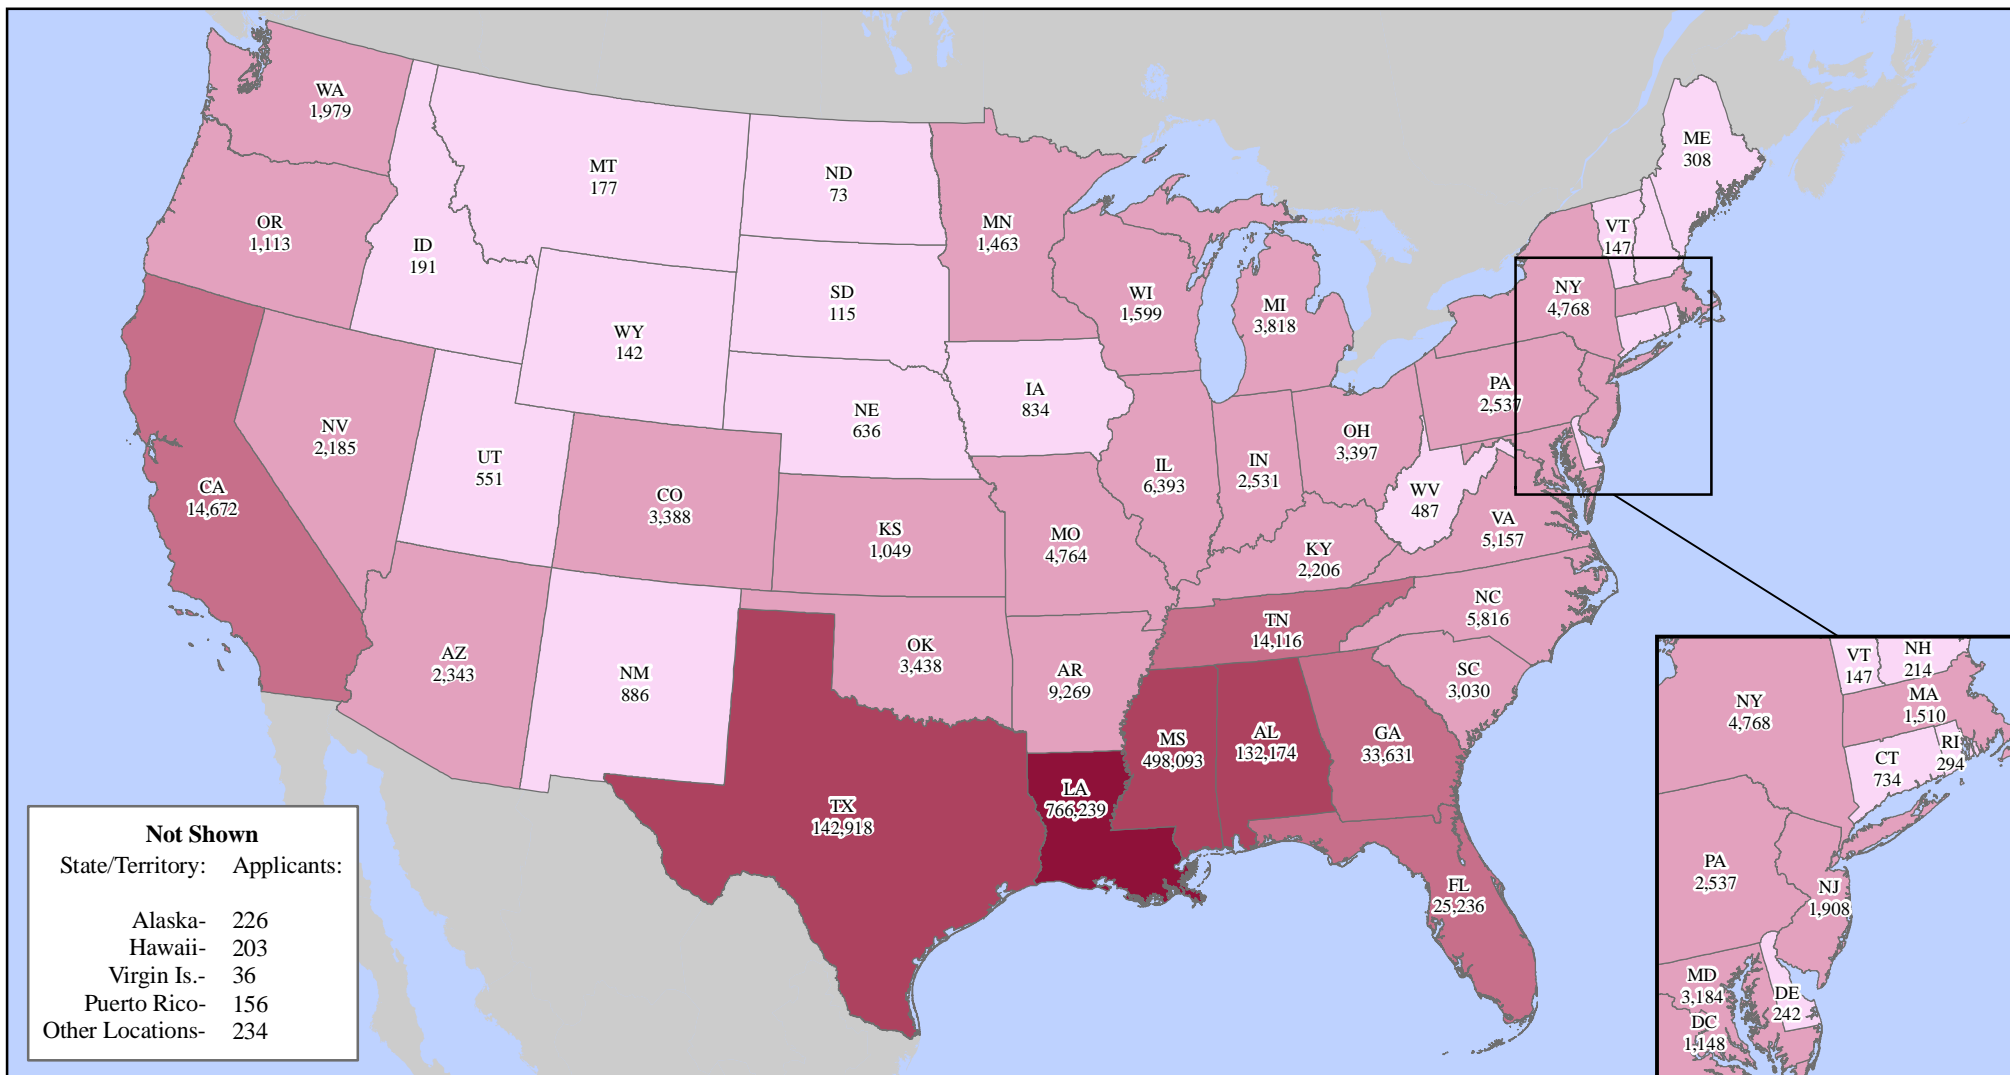 WA
1,979
OR
1,113
CA
14,672
NV
2,185
ID
191
MT
177
WY
142
UT
551
AZ
2,343
CO
3,388
NM
886
ND
73
SD
115
NE
636
KS
1,049
OK
3,438
TX
142,918
MN
1,463
IA
834
MO
4,764
AR
9,269
LA
766,239
WI
1,599
IL
6,393
MI
3,818
IN
2,531
OH
3,397
KY
2,206
TN
14,116
MS
498,093
AL
132,174
GA
33,631
FL
25,236
SC
3,030
NC
5,816
VA
5,157
WV
487
PA
2,537
NY
4,768
VT
147
ME
308
Not Shown
State/Territory: Applicants:
Alaska- 226
Hawaii- 203
Virgin Is.- 36
Puerto Rico- 156
Other Locations- 234
VT
147
NH
214
NY
4,768
MA
1,510
CT
734
RI
294
PA
2,537
NJ
1,908
MD
3,184
DE
242
DC
1,148